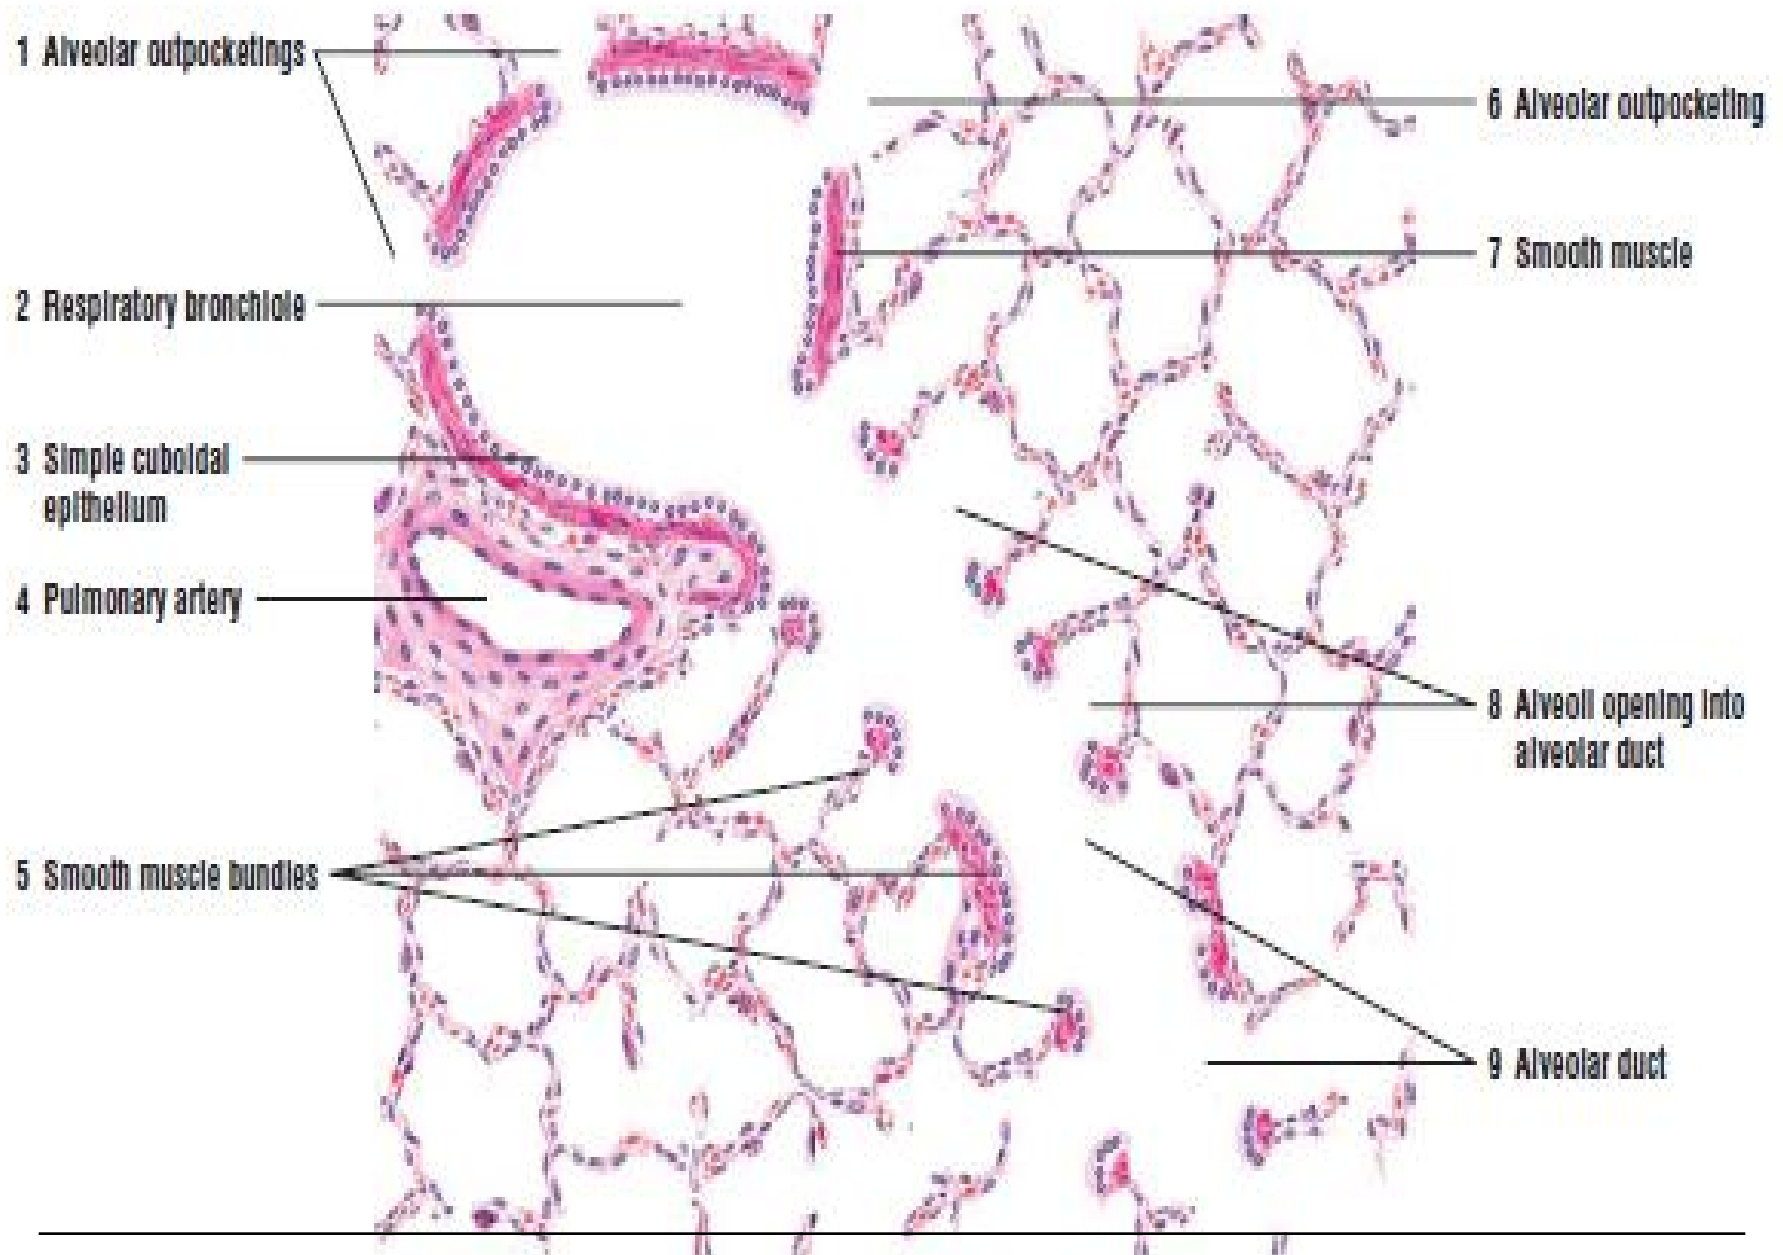 1 Alveolar outpocketings
2 Respiratory bronchiole
3 Simple cuboidal
epithelium
4 Pulmonary artery
5 Smooth muscle bundles
6 Alveolar outpocketing
7 Smooth muscle
8 Alveoli opening into
alveolar duct
9 Alveolar duct